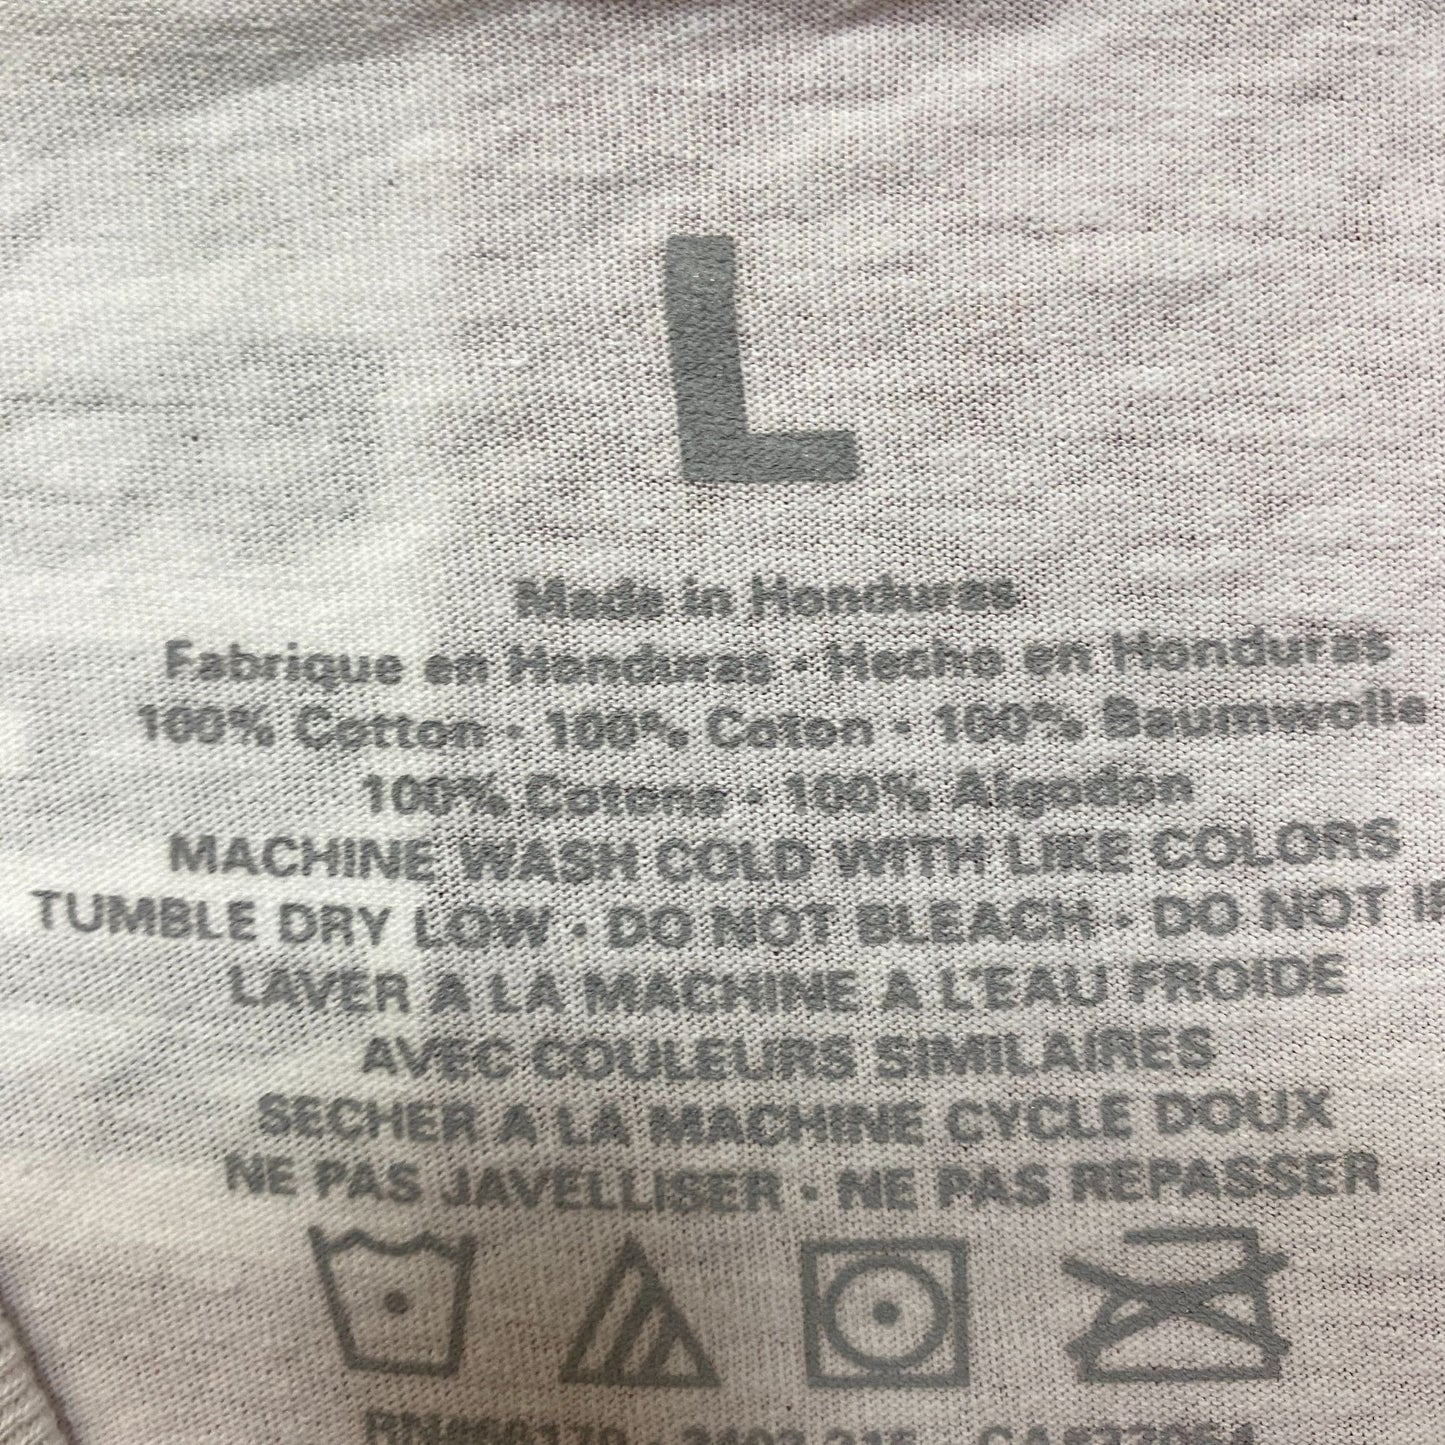 L
Made in Honduras
Fabrique en Honduras · Hecho en Honduras
100% Cotton · 100% Coton · 100% Baumwolle
100% Cotone · 100% Algodón
MACHINE WASH COLD WITH LIKE COLORS
TUMBLE DRY LOW · DO NOT BLEACH · DO NOT
LAVER A LA MACHINE A L'EAU FROIDE
AVEC COULEURS SIMILAIRES
SECHER A LA MACHINE CYCLE DOUX
NE PAS JAVELLISER · NE PAS REPASSER